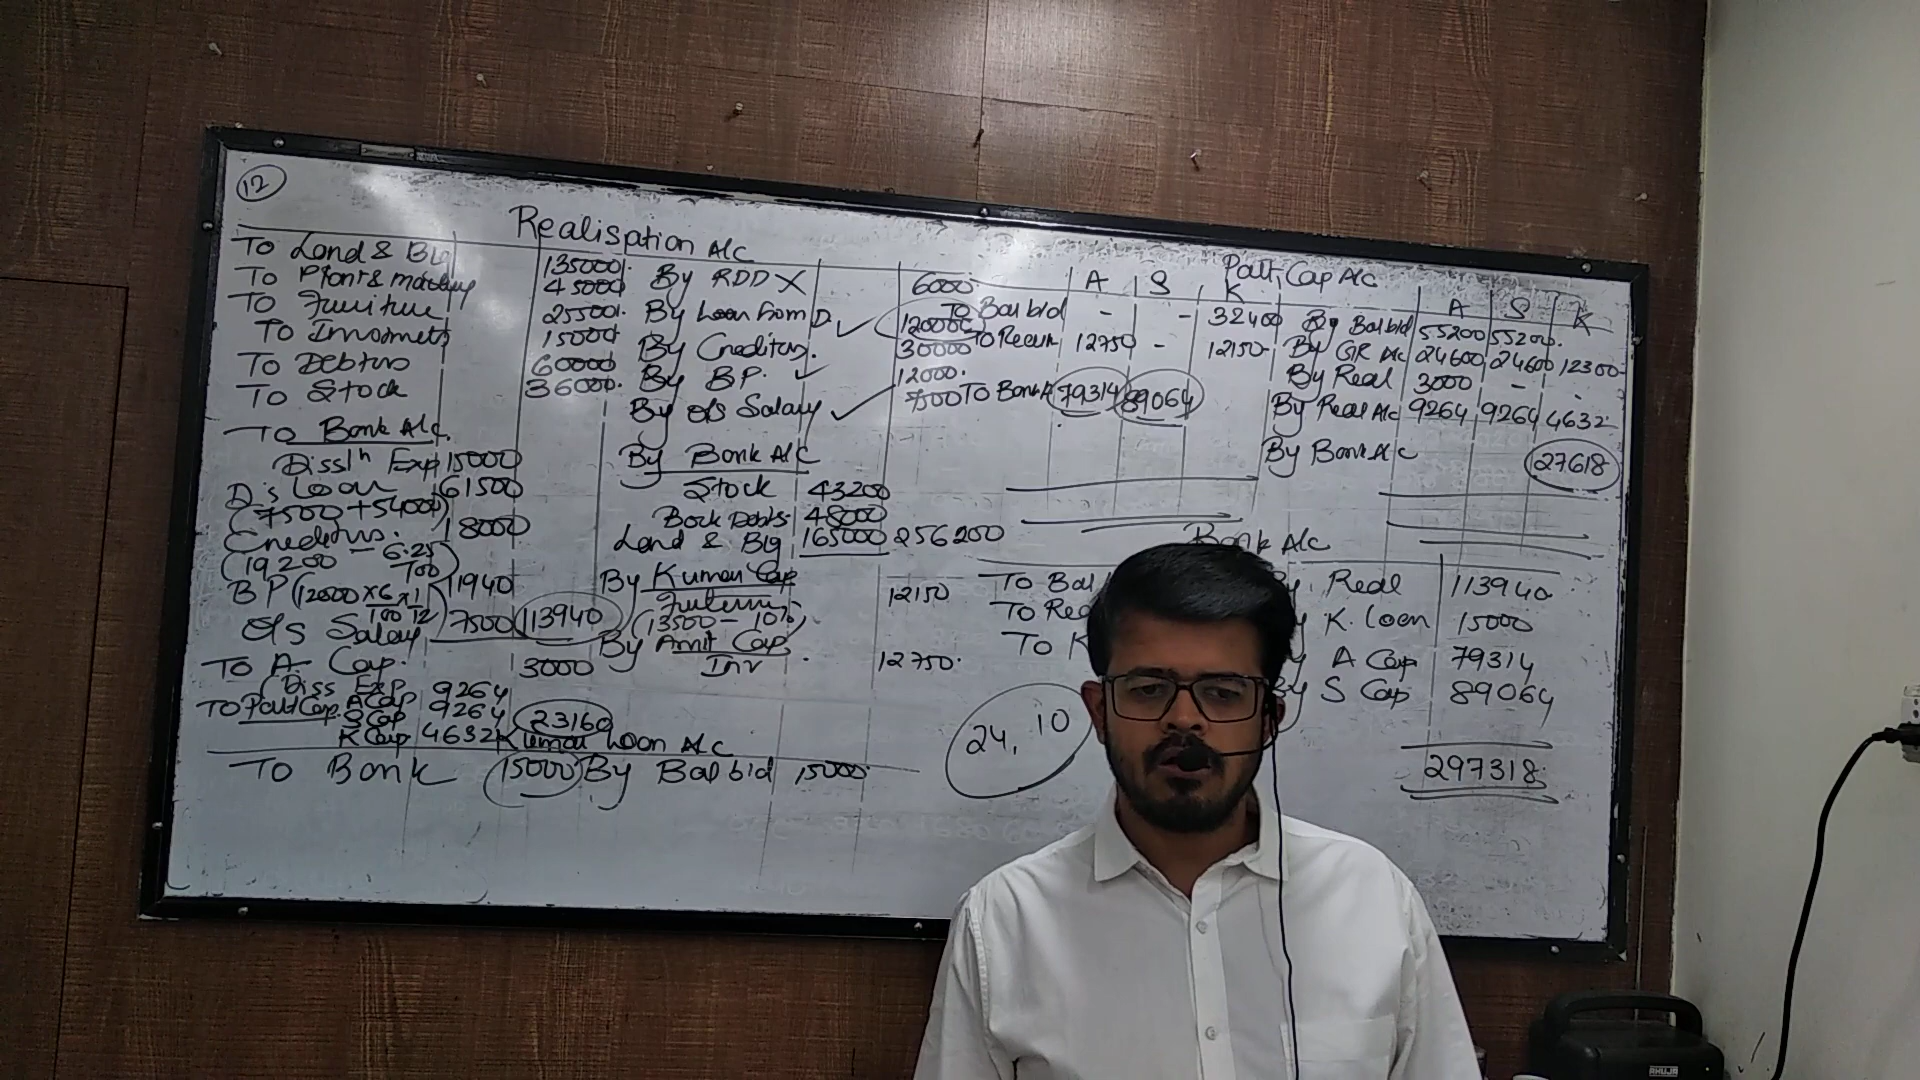 12
Realisation A/c
To Land & Blg 135000
To Plant & machiny 45000
To Furniture 25500
To Investments 15000
To Debtors 60000
To Stock 36000
To Bank A/c.
Dissln Exp 15000
D's Loan 61500
(7500 + 54000)
Creditors. 18000
(19200 - 6.25/100)
BP (12000 x 6/100 x 1/12) 11940
O/s Salary 7500 113940
To A Cap. 3000
(Diss Exp
To Part Cap. A Cap 9264
S Cap 9264 23160
K Cap 4632
By RDD X 6000
By Loan from D. 120000
By Creditors. 30000
By B.P. 12000
By O/s Salary 7500
By Bank A/c
Stock 43200
Book Debts 48000
Land & Blg 165000 256200
By Kumar Cap 12150
Furniture
(13500 - 10%)
By Amit Cap. 12750
Inv
Kumar Loan A/c
To Bank 15000 By Bal b/d 15000
Part, Cap A/c
A S K
To Bal b/d - - 32400
To Realn 12750 - 12150
To Bank A 79314 89064
A S K
By Bal b/d 55200 55200
By GR A/c 24600 24600 12300
By Real 3000 - -
By Real A/c 9264 9264 4632
By Bank A/c 27618
Bank A/c
To Bal
To Rea
To K
By Real 113940
K. Loan 15000
By A Cap 79314
By S Cap 89064
297318
24, 10
AHUJA